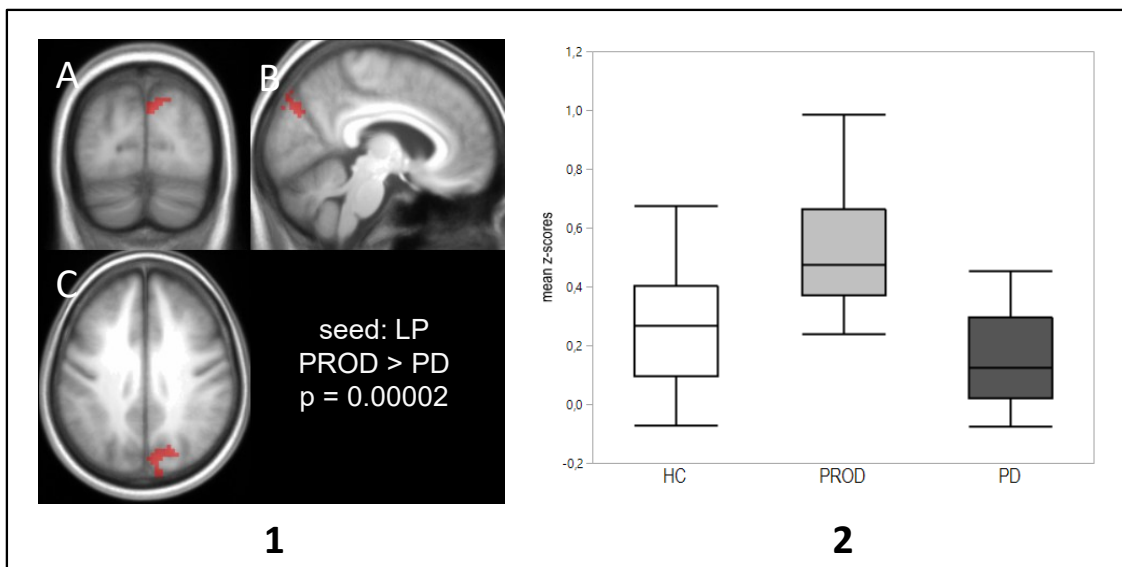 A
B
C
seed: LP
PROD > PD
p = 0.00002
1
1,2
1,0
0,8
0,6
0,4
0,2
0,0
-0,2
mean z-scores
HC PROD PD
2